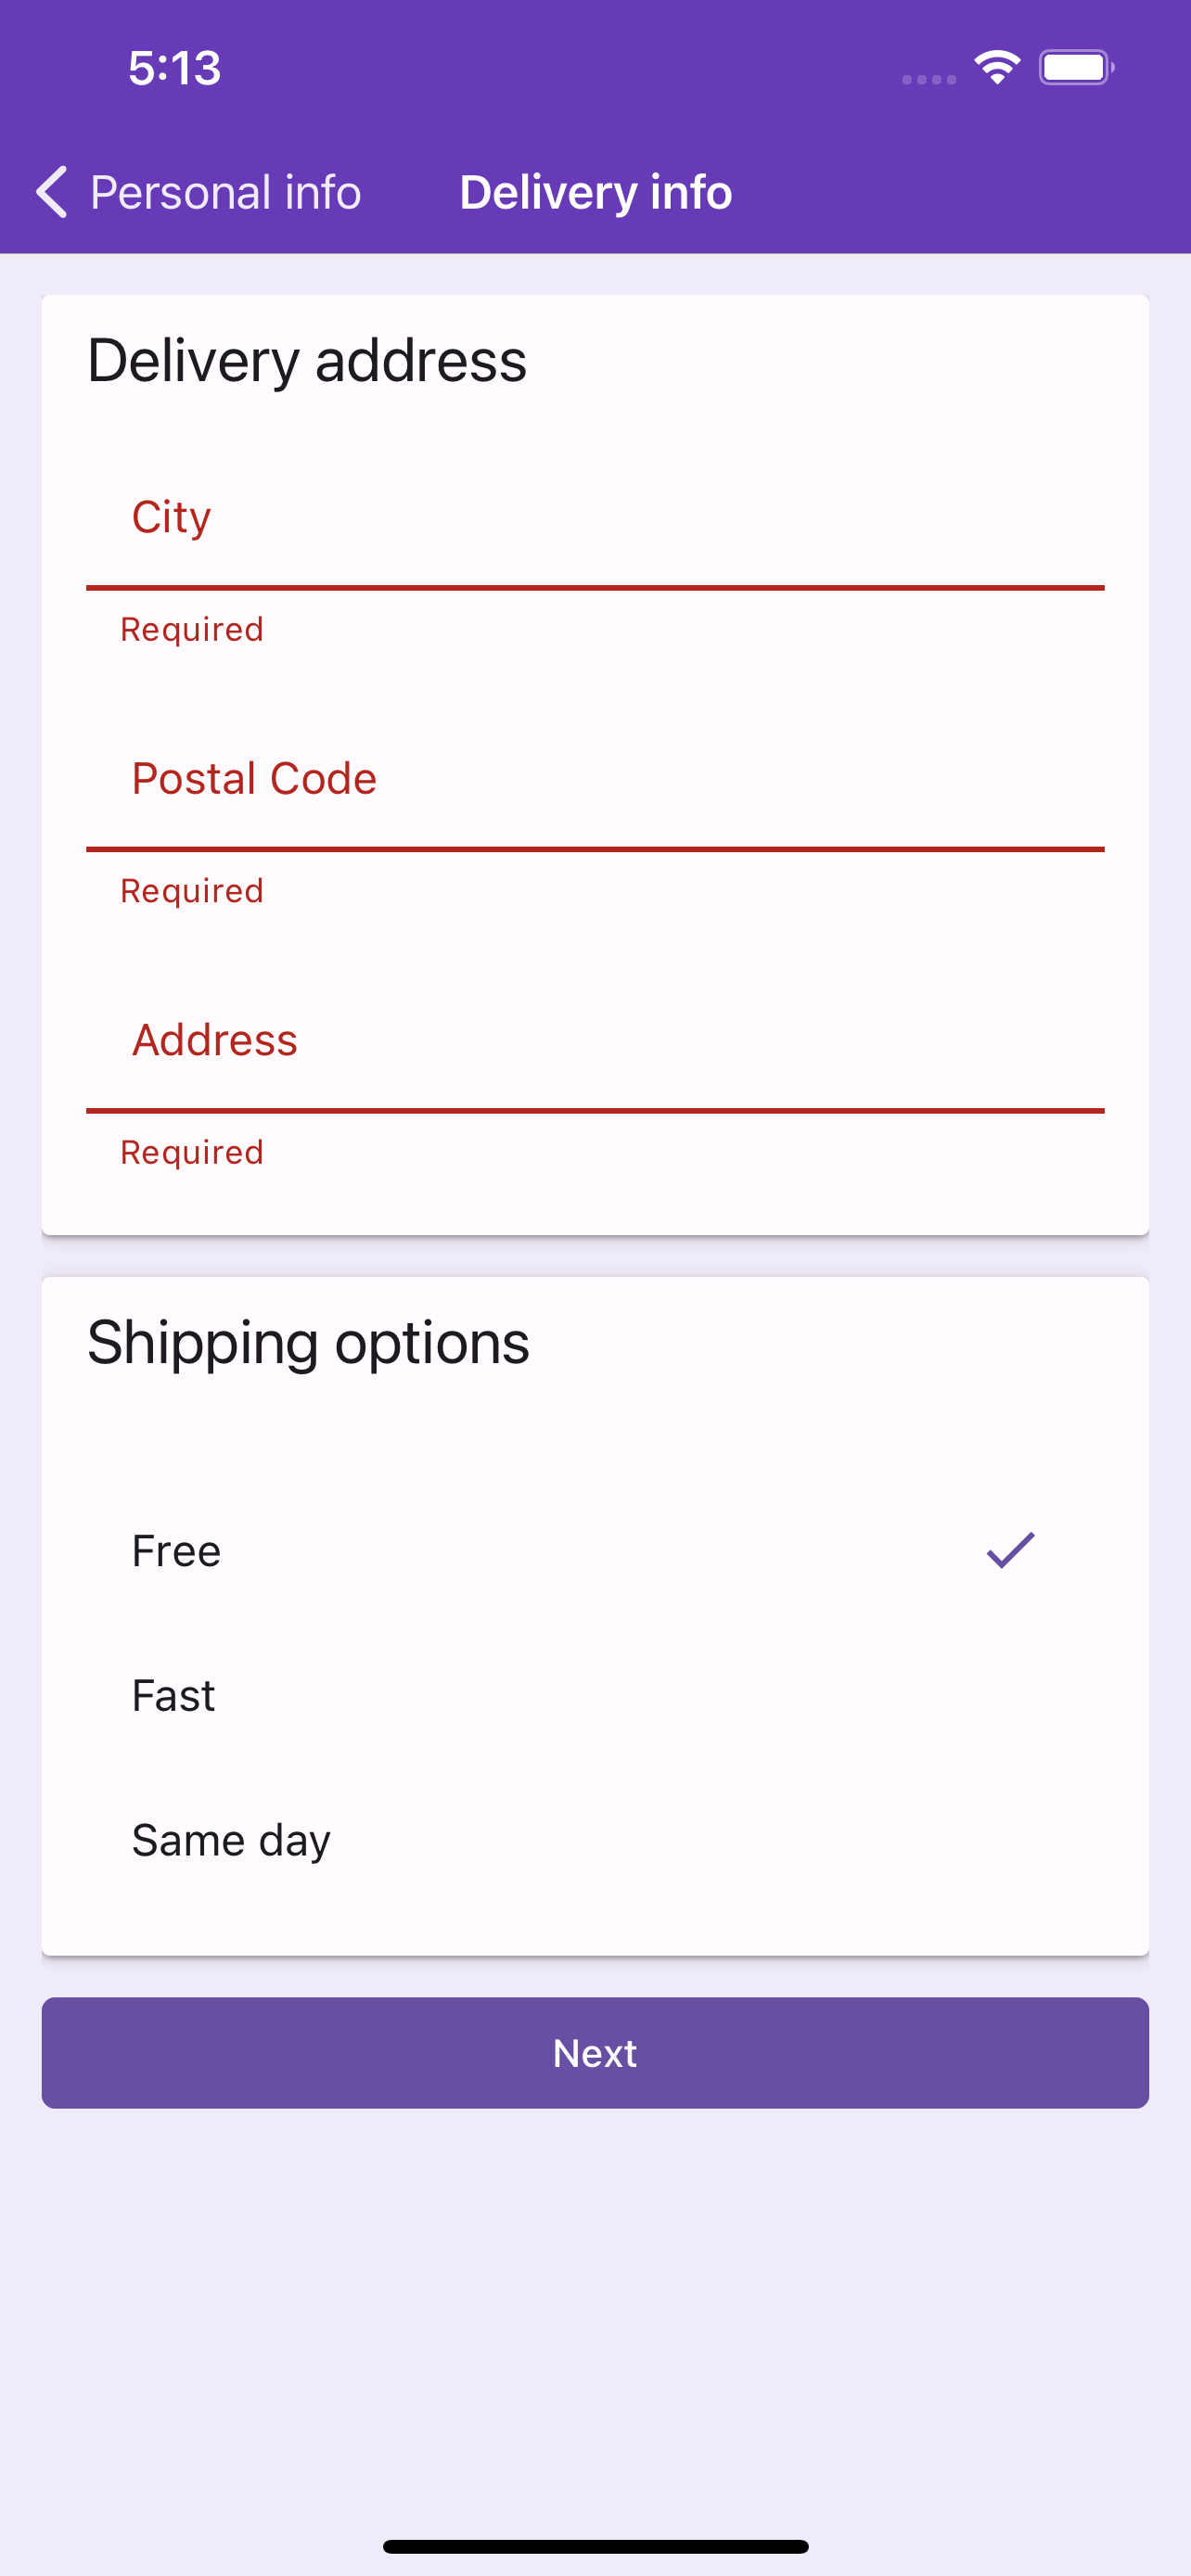 5:13
Personal info
Delivery info
Delivery address
City
Required
Postal Code
Required
Address
Required
Shipping options
Free
Fast
Same day
Next